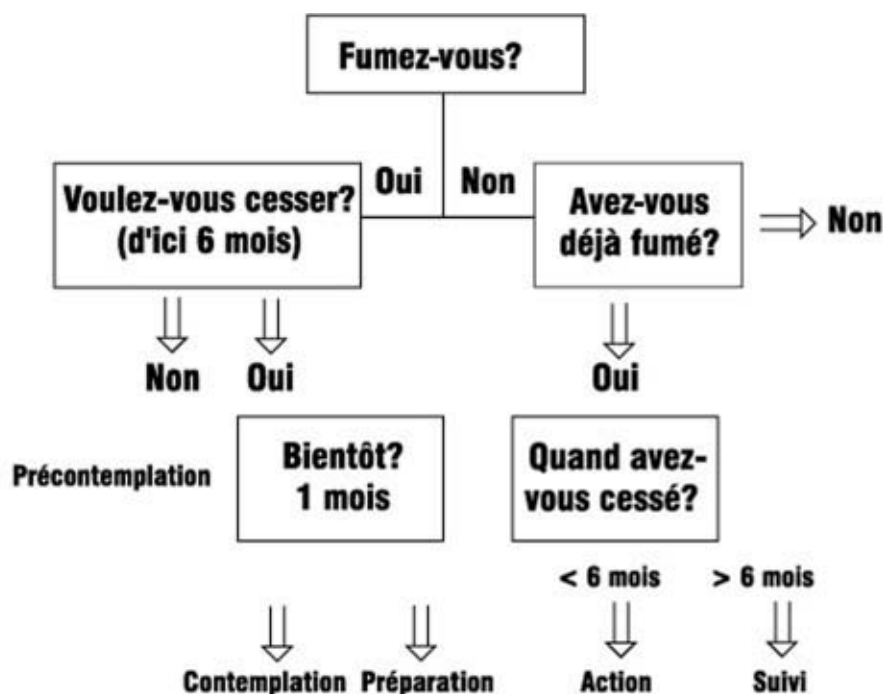 Fumez-vous?
Oui Non
Voulez-vous cesser?
(d'ici 6 mois)
Avez-vous
déjà fumé?
Non
Non Oui
Oui
Précontemplation
Bientôt?
1 mois
Quand avez-
vous cessé?
< 6 mois > 6 mois
Contemplation Préparation Action Suivi